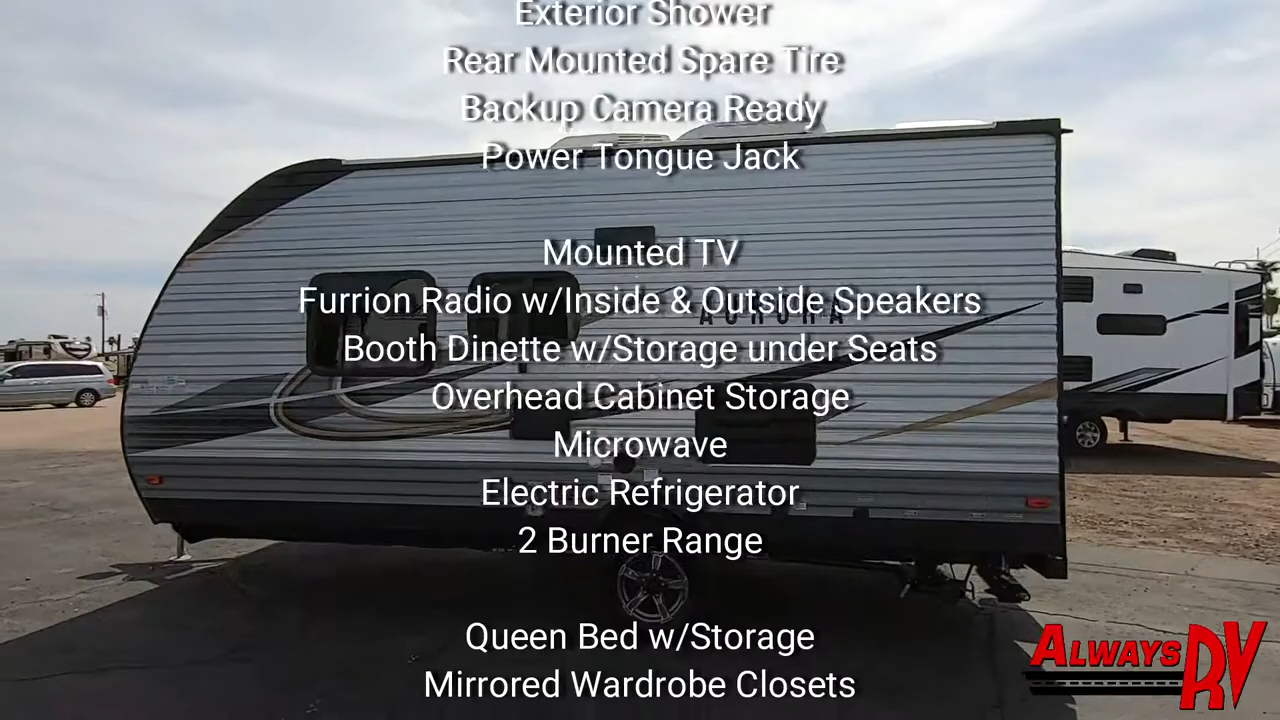 Exterior Shower
Rear Mounted Spare Tire
Backup Camera Ready
Power Tongue Jack
Mounted TV
Furrion Radio w/Inside & Outside Speakers
AURORA
Booth Dinette w/Storage under Seats
Overhead Cabinet Storage
Microwave
Electric Refrigerator
2 Burner Range
Queen Bed w/Storage
Mirrored Wardrobe Closets
ALWAYS RV